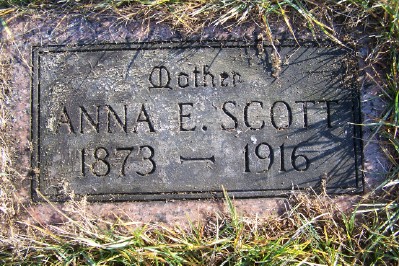 Mother
ANNA E. SCOTT
1873 — 1916